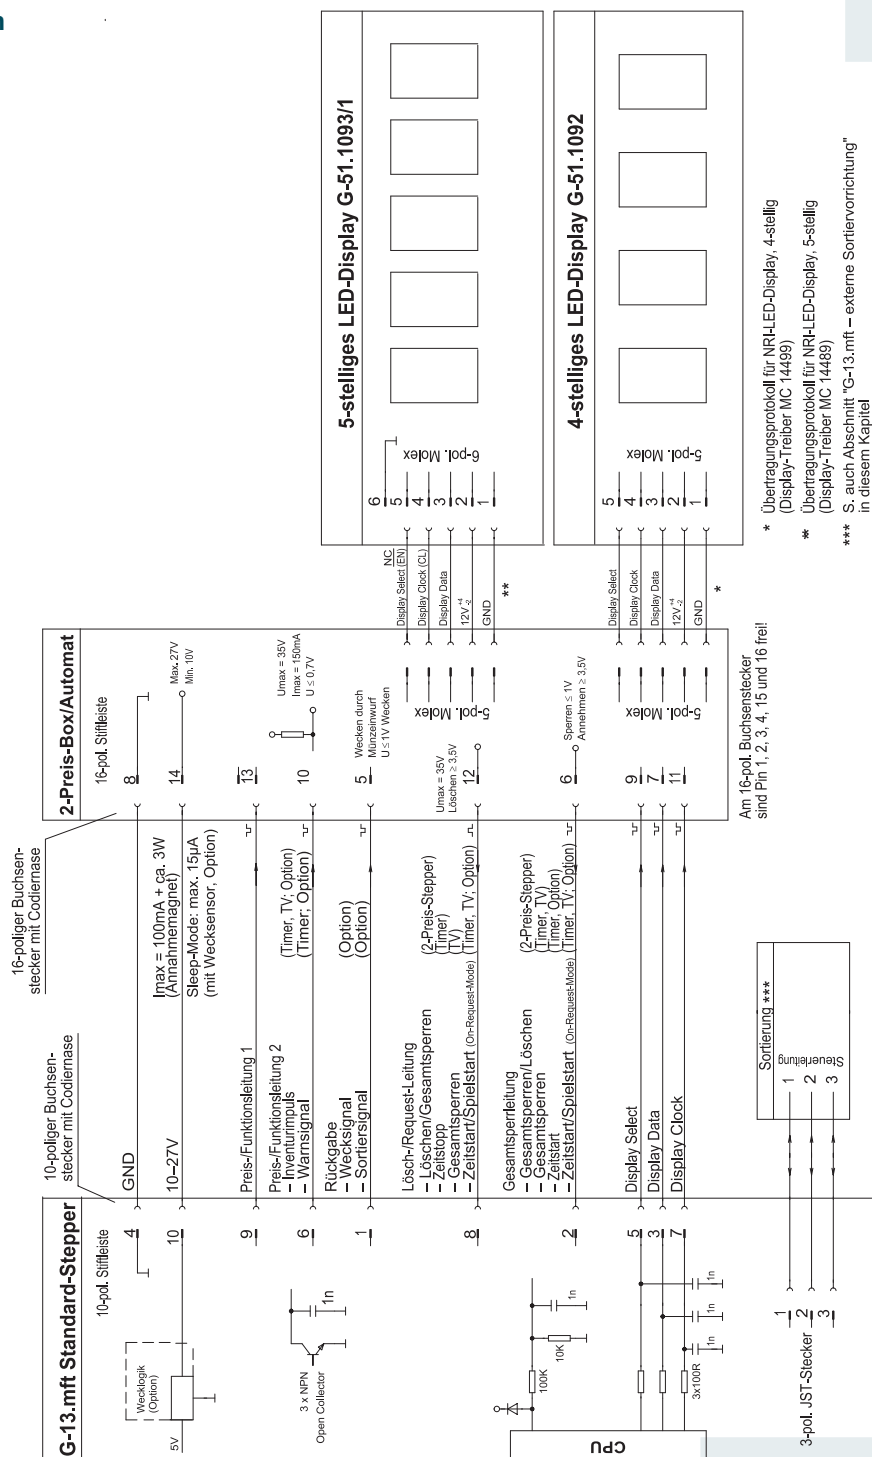 n
G-13.mft Standard-Stepper
10-pol. Stiftleiste
Wecklogik
(Option)
5V
3 x NPN
Open Collector
1n
100K
10K
1n
CPU
3x100R
1n
1n
1n
4
10
9
6
1
8
2
5
3
7
10-poliger Buchsen-
stecker mit Codiernase
16-poliger Buchsen-
stecker mit Codiernase
GND
10–27V
Imax = 100mA + ca. 3W
(Annahmemagnet)
Sleep-Mode: max. 15µA
(mit Wecksensor, Option)
Preis-/Funktionsleitung 1
Preis-/Funktionsleitung 2
– Inventurimpuls (Timer, TV; Option)
– Warnsignal (Timer; Option)
Rückgabe
– Wecksignal (Option)
– Sortiersignal (Option)
Lösch-/Request-Leitung
– Löschen/Gesamtsperren (2-Preis-Stepper)
– Zeitstopp (Timer)
– Gesamtsperren (TV)
– Zeitstart/Spielstart (On-Request-Mode) (Timer, TV; Option)
Gesamtsperrleitung
– Gesamtsperren/Löschen (2-Preis-Stepper)
– Gesamtsperren (Timer, TV)
– Zeitstart (Timer, Option)
– Zeitstart/Spielstart (On-Request-Mode) (Timer, TV; Option)
Display Select
Display Data
Display Clock
2-Preis-Box/Automat
16-pol. Stiftleiste
8
14
Max. 27V
Min. 10V
13
10
Umax = 35V
Imax = 150mA
U ≤ 0,7V
5
Wecken durch
Münzeinwurf
U ≤ 1V Wecken
12
Umax = 35V
Löschen ≥ 3,5V
6
Sperren ≤ 1V
Annehmen ≥ 3,5V
9
7
11
5-pol. Molex
5-pol. Molex
Am 16-pol. Buchsenstecker
sind Pin 1, 2, 3, 4, 15 und 16 frei!
NC
Display Select (EN)
Display Clock (CL)
Display Data
12V +4 -2
GND
**
Display Select
Display Clock
Display Data
12V +4 -2
GND
*
5-stelliges LED-Display G-51.1093/1
6
5
4
3
2
1
6-pol. Molex
4-stelliges LED-Display G-51.1092
5
4
3
2
1
5-pol. Molex
* Übertragungsprotokoll für NRI-LED-Display, 4-stellig
(Display-Treiber MC 14499)
** Übertragungsprotokoll für NRI-LED-Display, 5-stellig
(Display-Treiber MC 14489)
*** S. auch Abschnitt "G-13.mft – externe Sortiervorrichtung"
in diesem Kapitel
Sortierung ***
Steuerleitung
1
2
3
1
2
3
3-pol. JST-Stecker